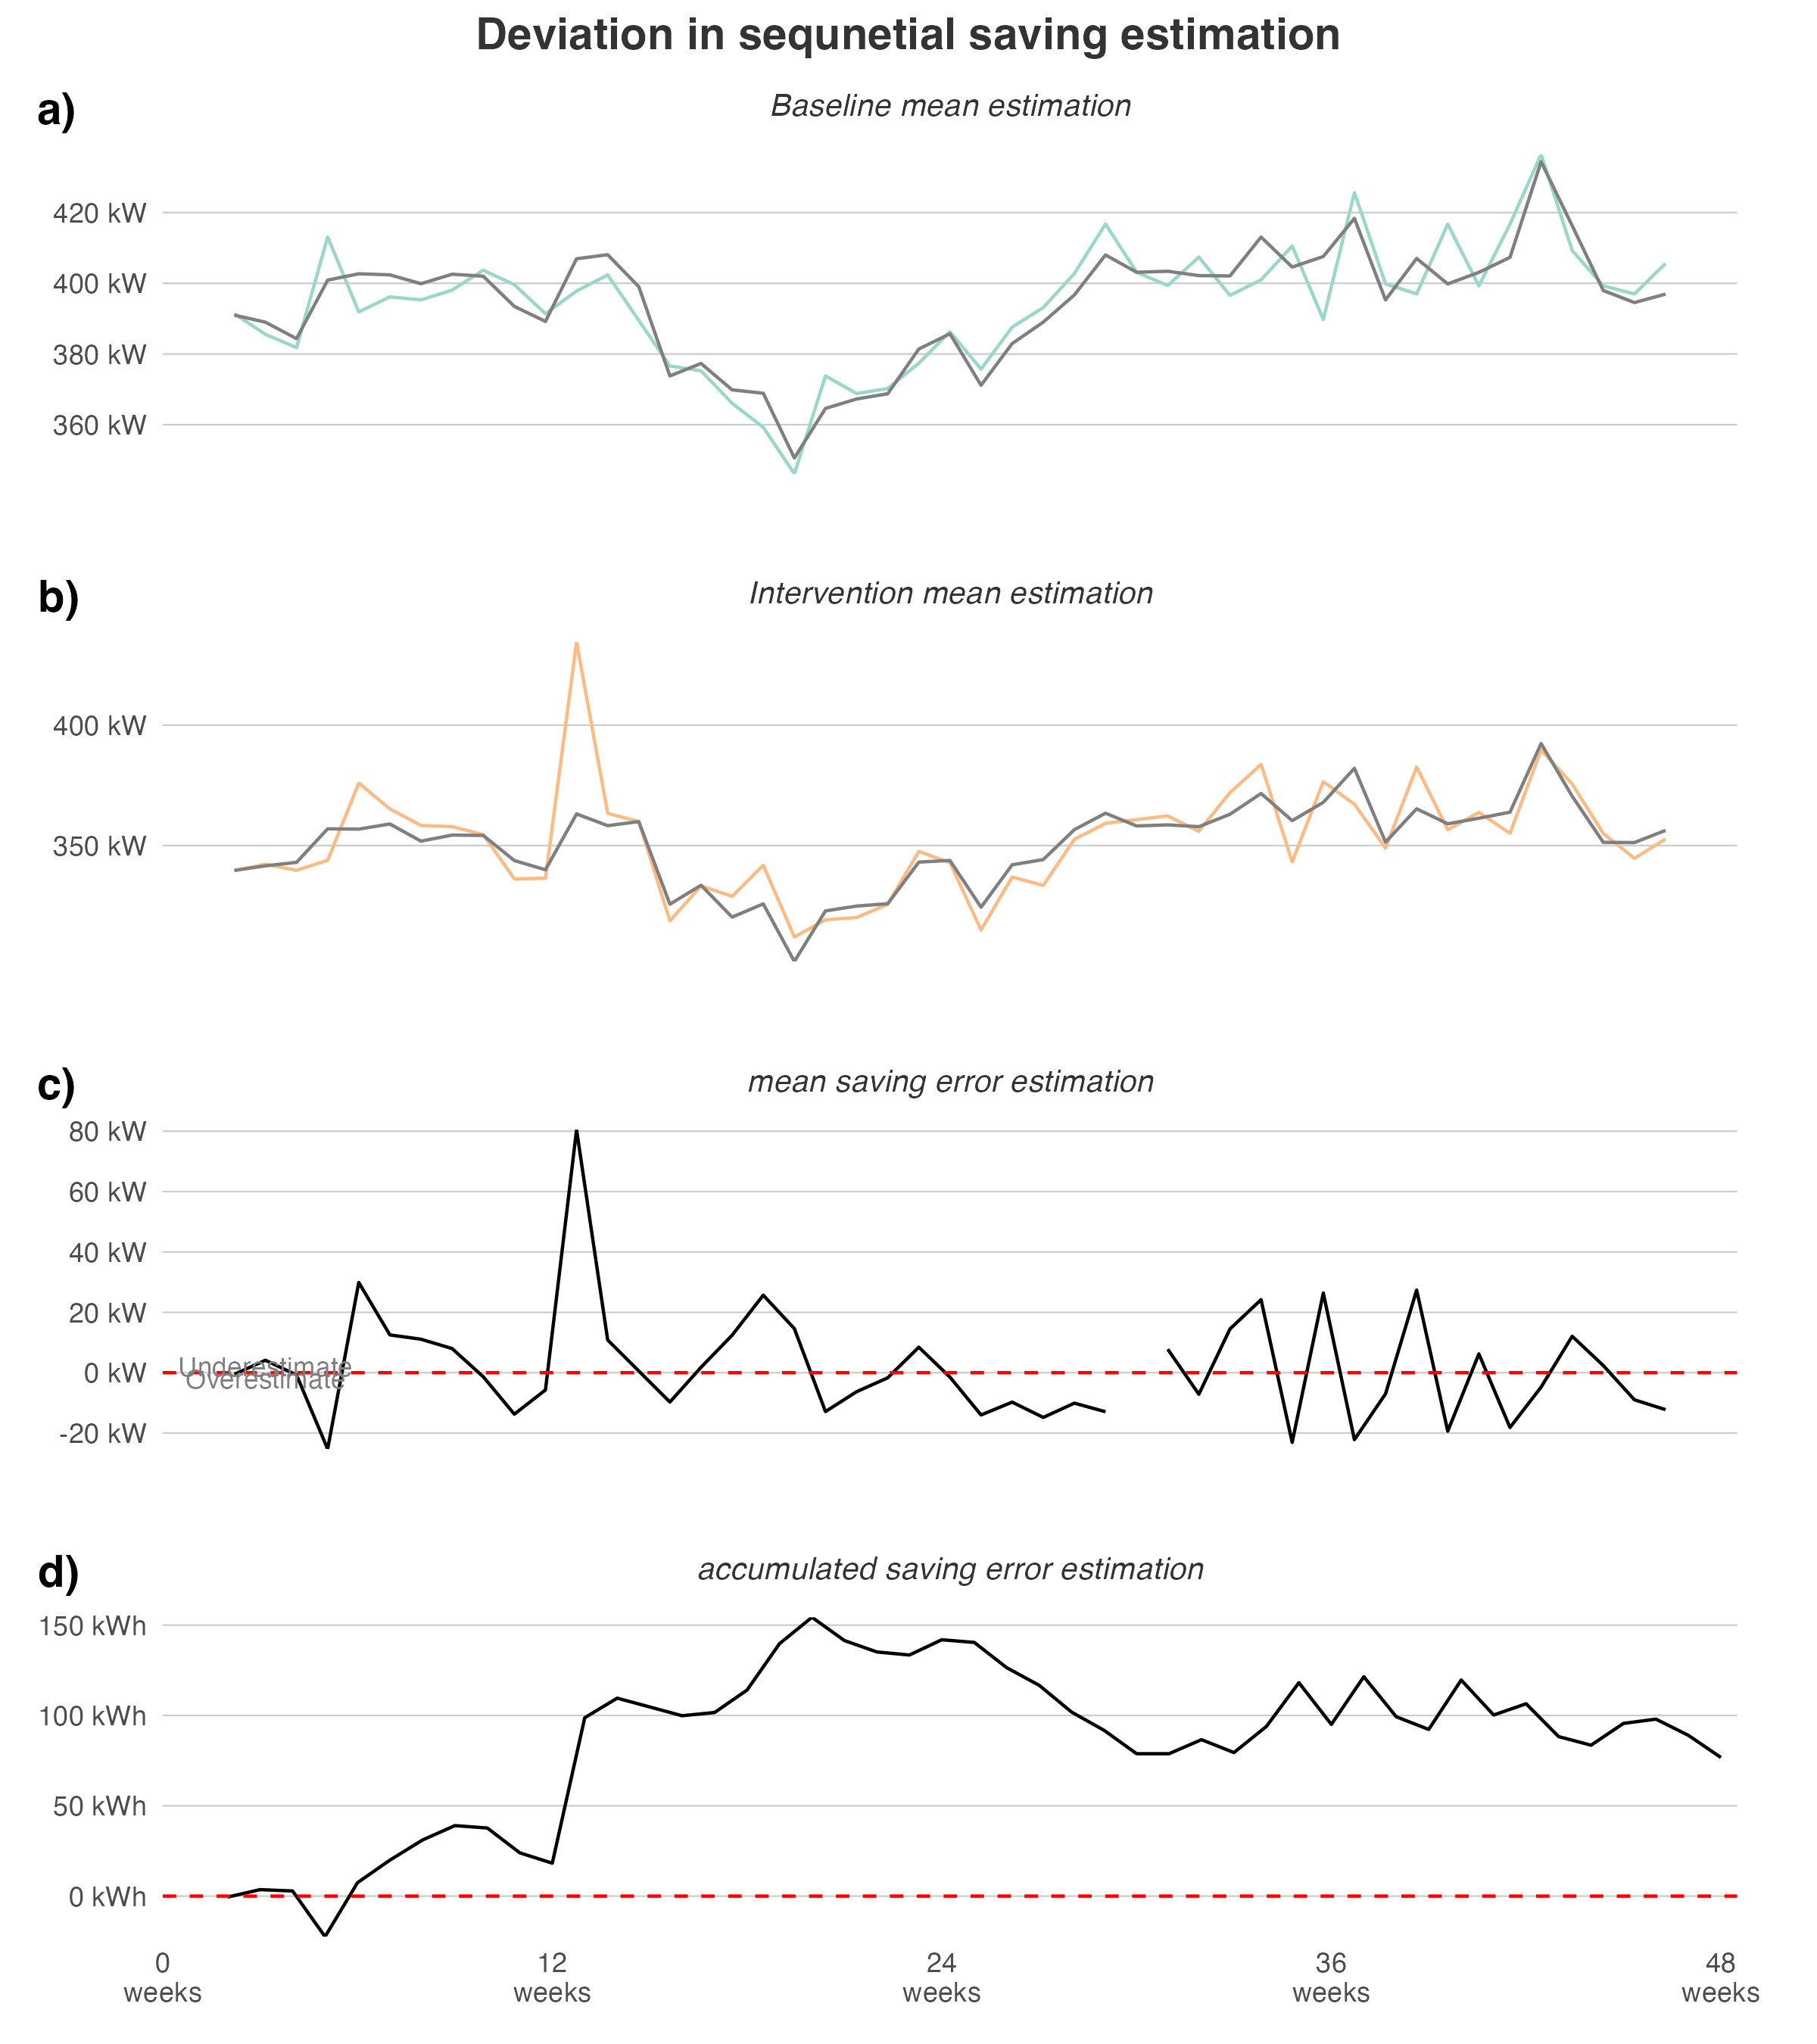 Deviation in sequnetial saving estimation
a)
Baseline mean estimation
420 kW
400 kW
380 kW
360 kW
b)
Intervention mean estimation
400 kW
350 kW
c)
mean saving error estimation
80 kW
60 kW
40 kW
20 kW
Underestimate
0 kW
Overestimate
-20 kW
d)
accumulated saving error estimation
150 kWh
100 kWh
50 kWh
0 kWh
0 12 24 36 48
weeks weeks weeks weeks weeks